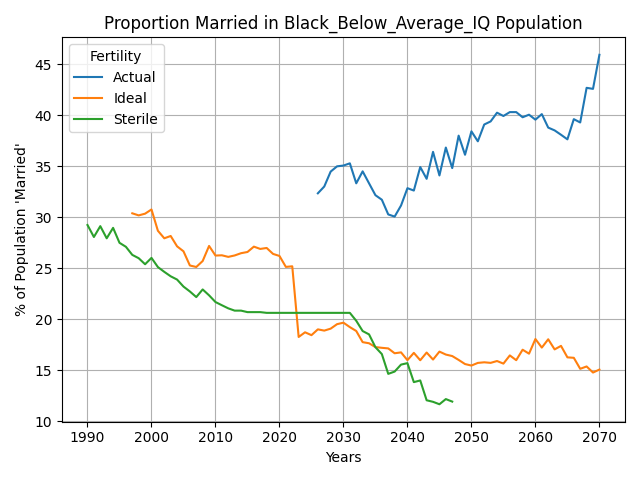 Proportion Married in Black_Below_Average_IQ Population
Fertility
Actual
Ideal
Sterile
% of Population 'Married'
45
40
35
30
25
20
15
10
1990
2000
2010
2020
2030
2040
2050
2060
2070
Years